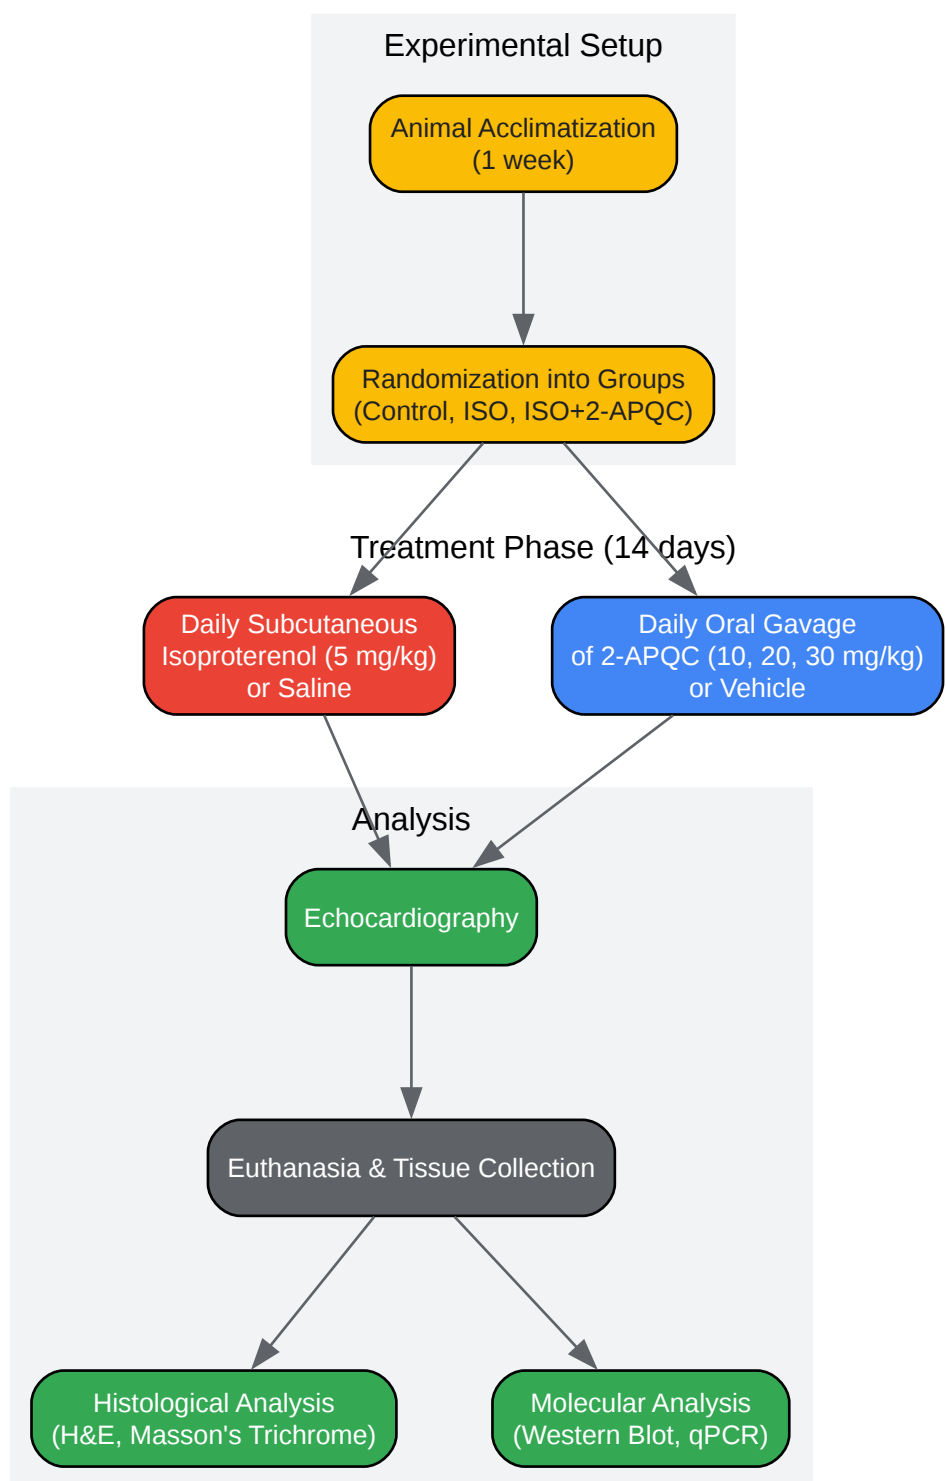 Experimental Setup
Animal Acclimatization
(1 week)
Randomization into Groups
(Control, ISO, ISO+2-APQC)
Treatment Phase (14 days)
Daily Subcutaneous
Isoproterenol (5 mg/kg)
or Saline
Daily Oral Gavage
of 2-APQC (10, 20, 30 mg/kg)
or Vehicle
Analysis
Echocardiography
Euthanasia & Tissue Collection
Histological Analysis
(H&E, Masson's Trichrome)
Molecular Analysis
(Western Blot, qPCR)